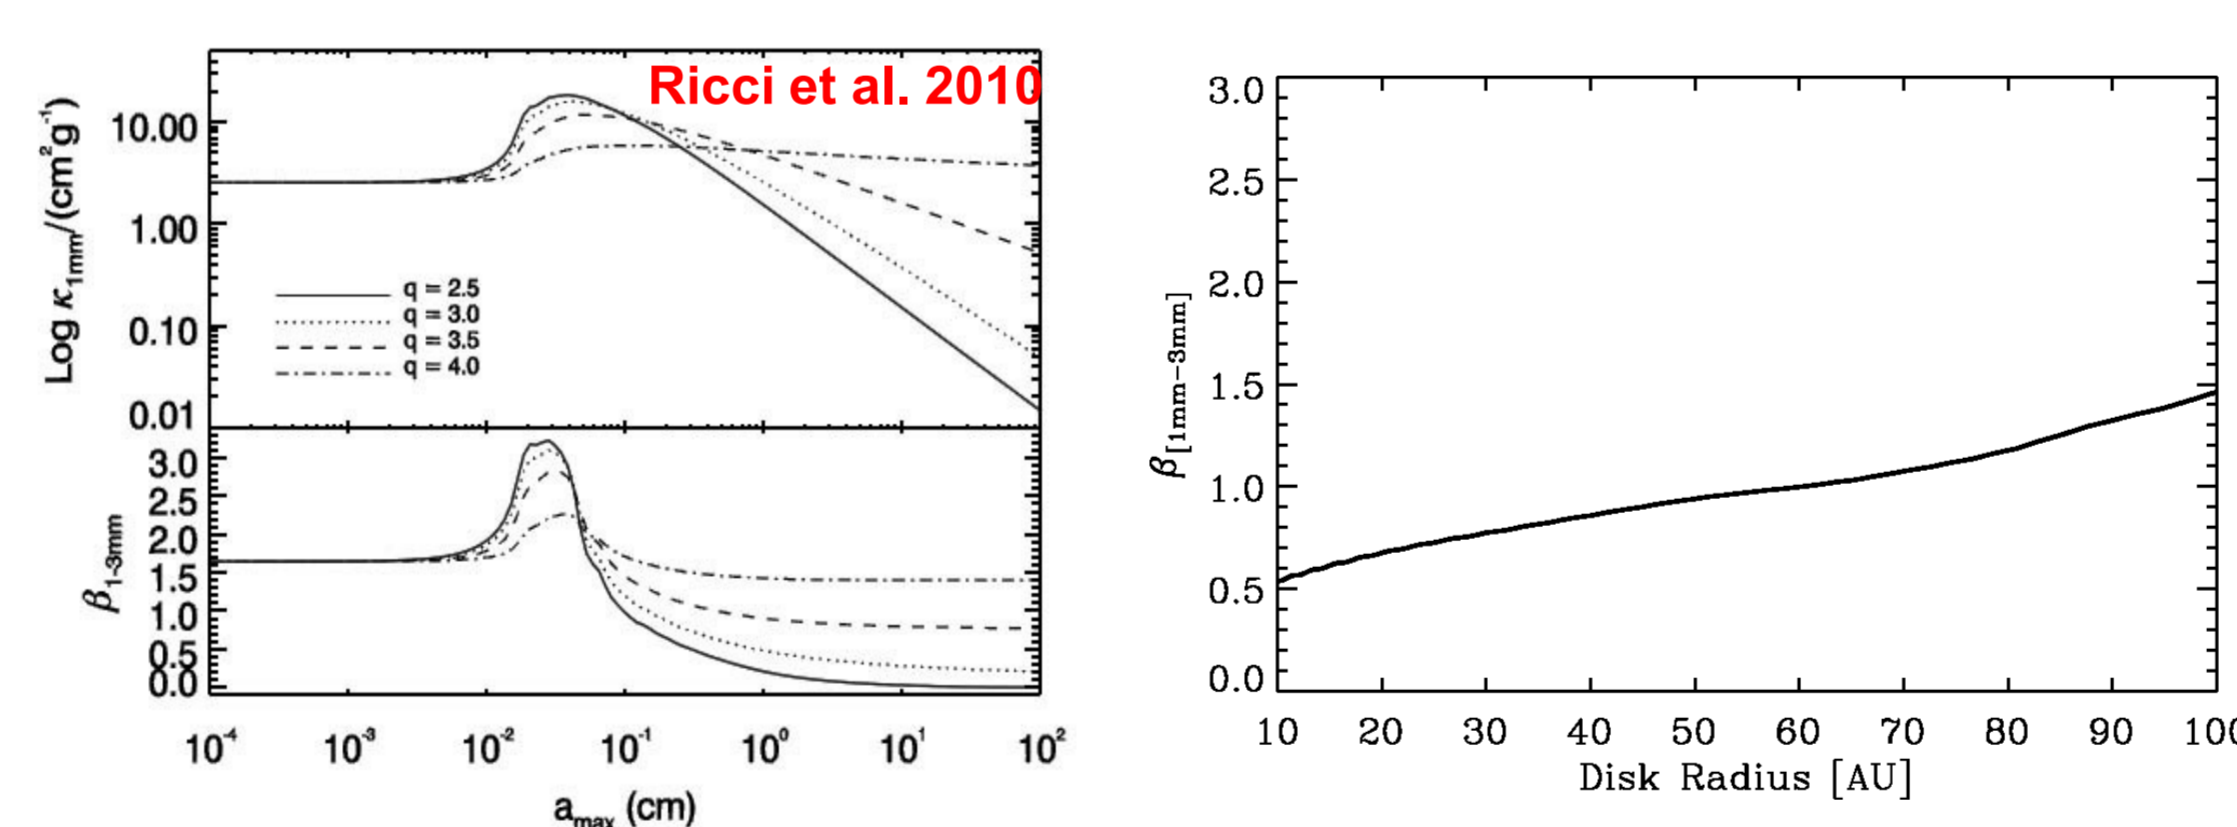 Ricci et al. 2010
Log κ1mm/(cm²g⁻¹)
10.00
1.00
0.10
0.01
q = 2.5
q = 3.0
q = 3.5
q = 4.0
β1-3mm
3.0
2.5
2.0
1.5
1.0
0.5
0.0
10⁻⁴ 10⁻³ 10⁻² 10⁻¹ 10⁰ 10¹ 10²
amax (cm)
β[1mm-3mm]
3.0
2.5
2.0
1.5
1.0
0.5
0.0
10 20 30 40 50 60 70 80 90 100
Disk Radius [AU]